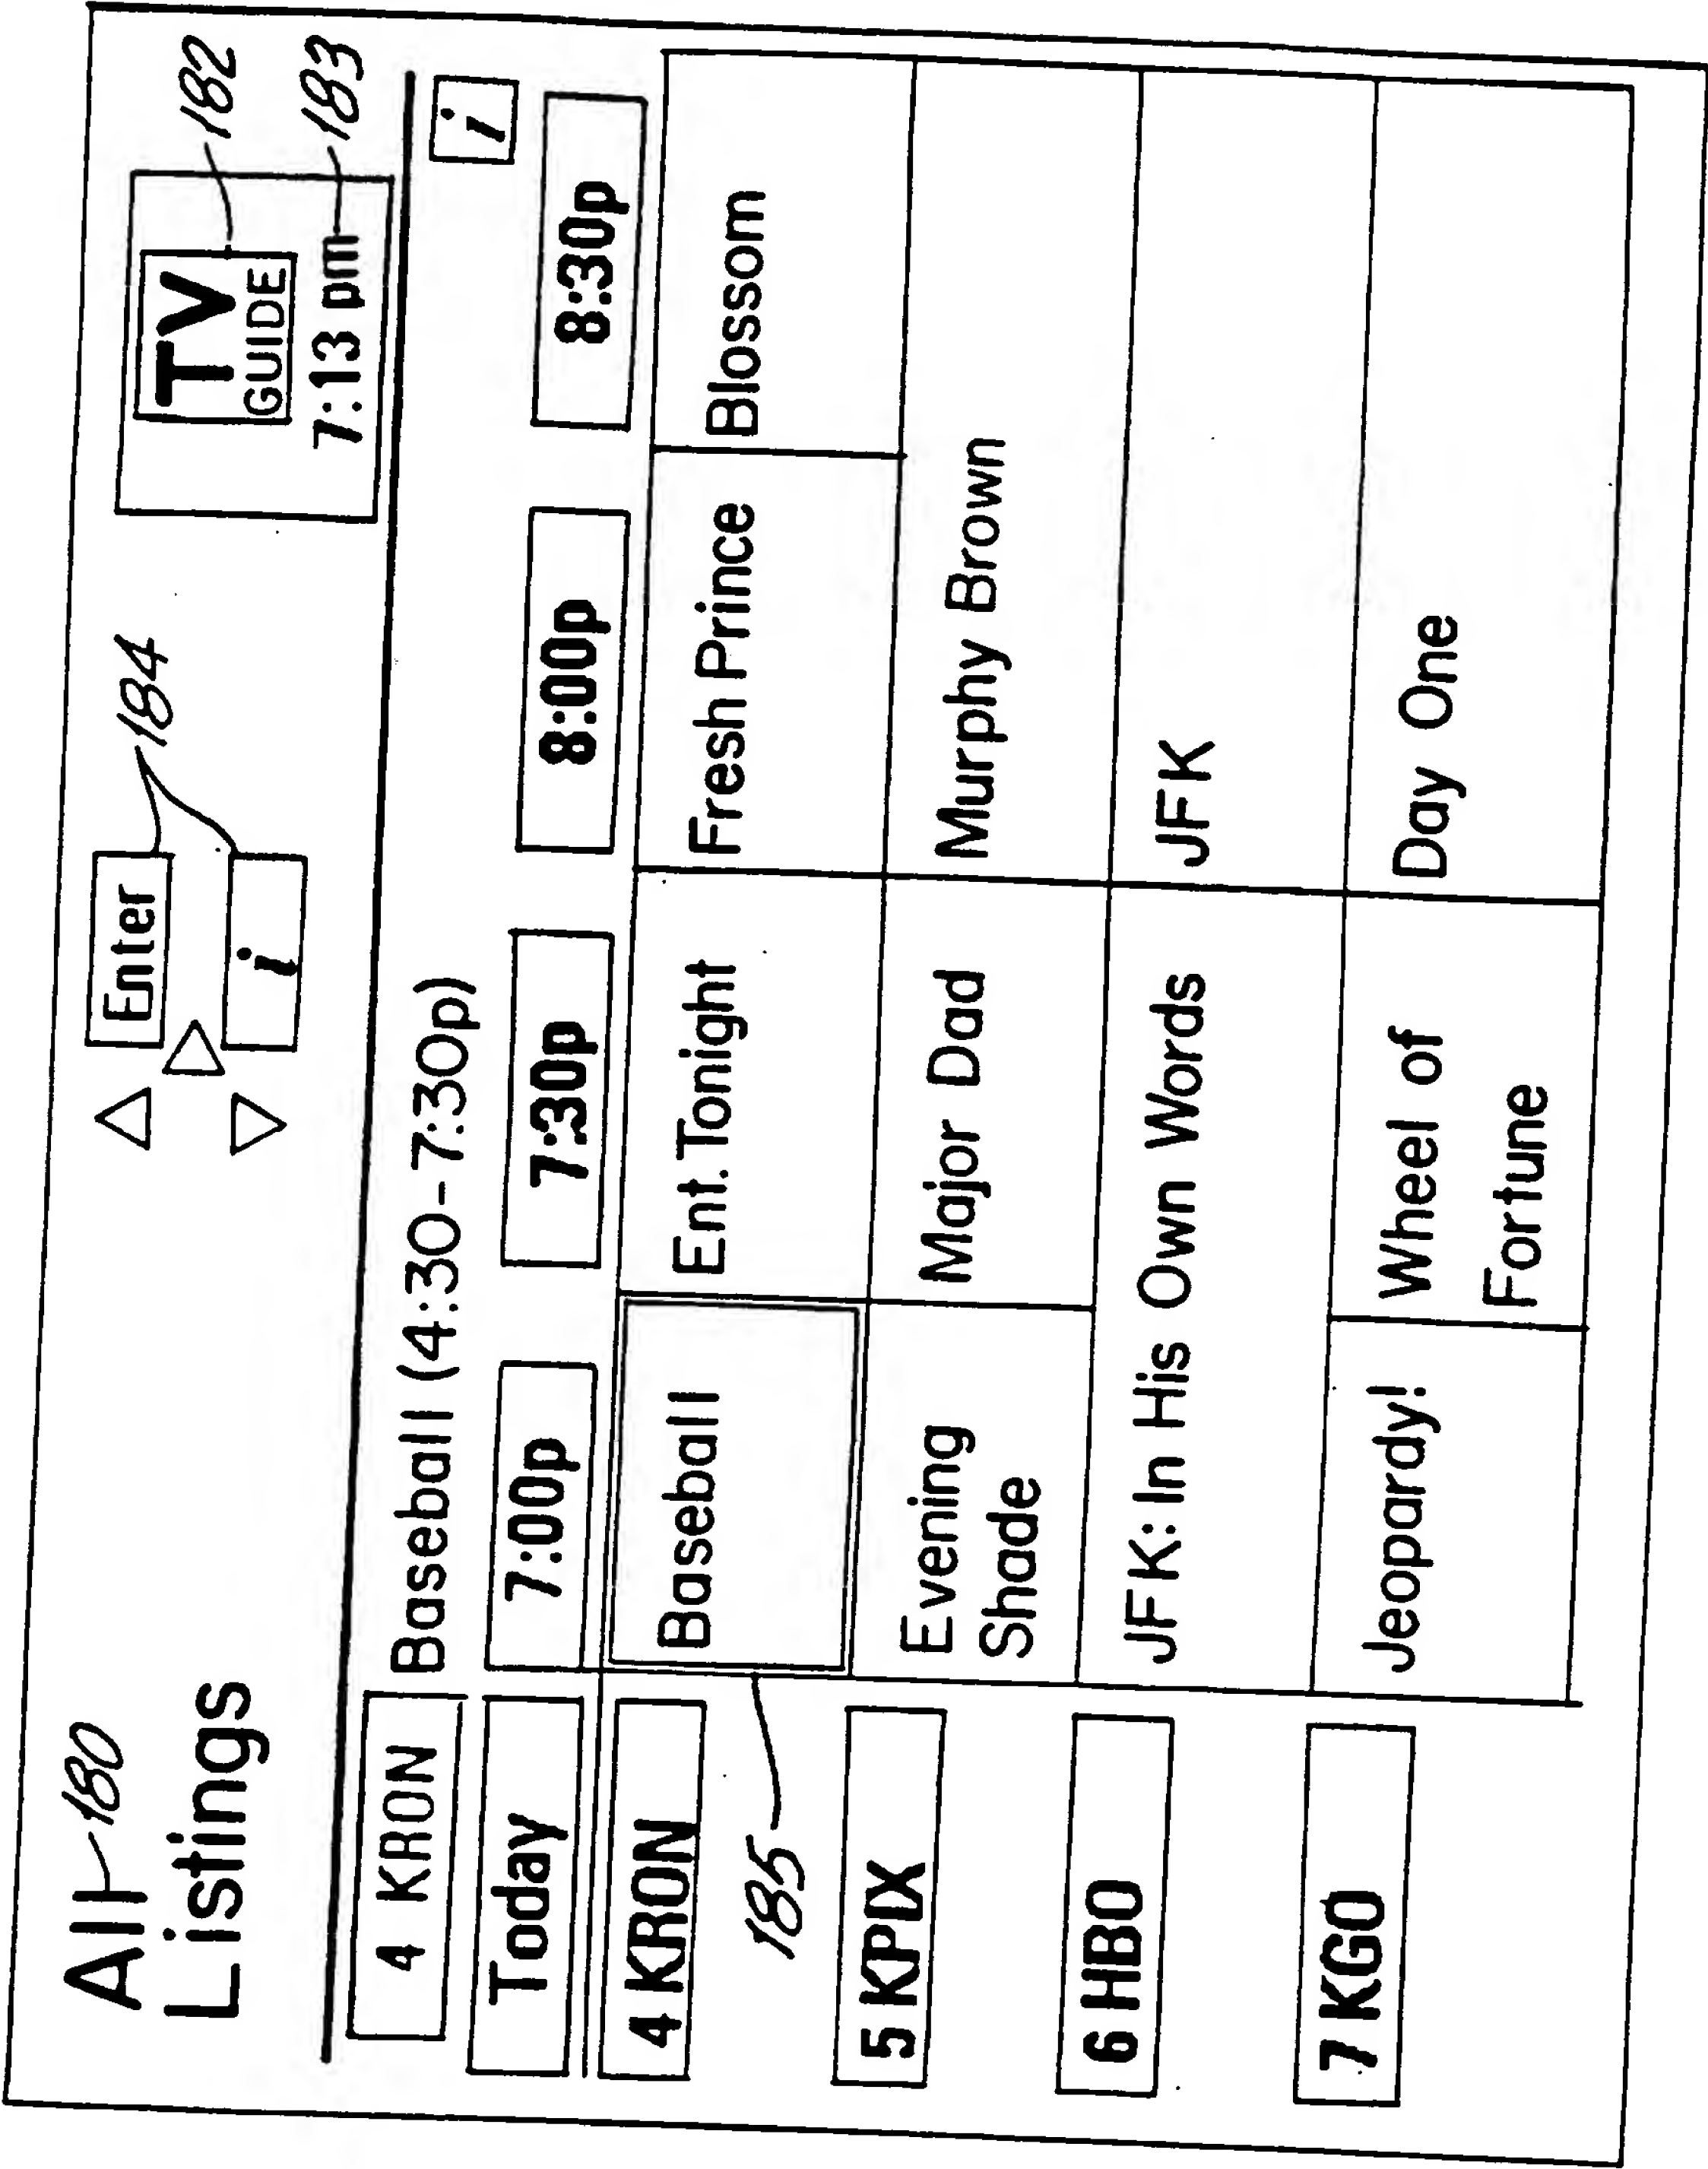 All 180
Listings
Enter
i
184
TV
GUIDE
7:13 pm
182
183
4 KRON Baseball (4:30-7:30p) i
Today 7:00p 7:30p 8:00p 8:30p
4 KRON Baseball Ent. Tonight Fresh Prince Blossom
185
5 KPIX Evening Major Dad Murphy Brown
Shade
6 HBO JFK: In His Own Words JFK
7 KGO Jeopardy! Wheel of Day One
Fortune